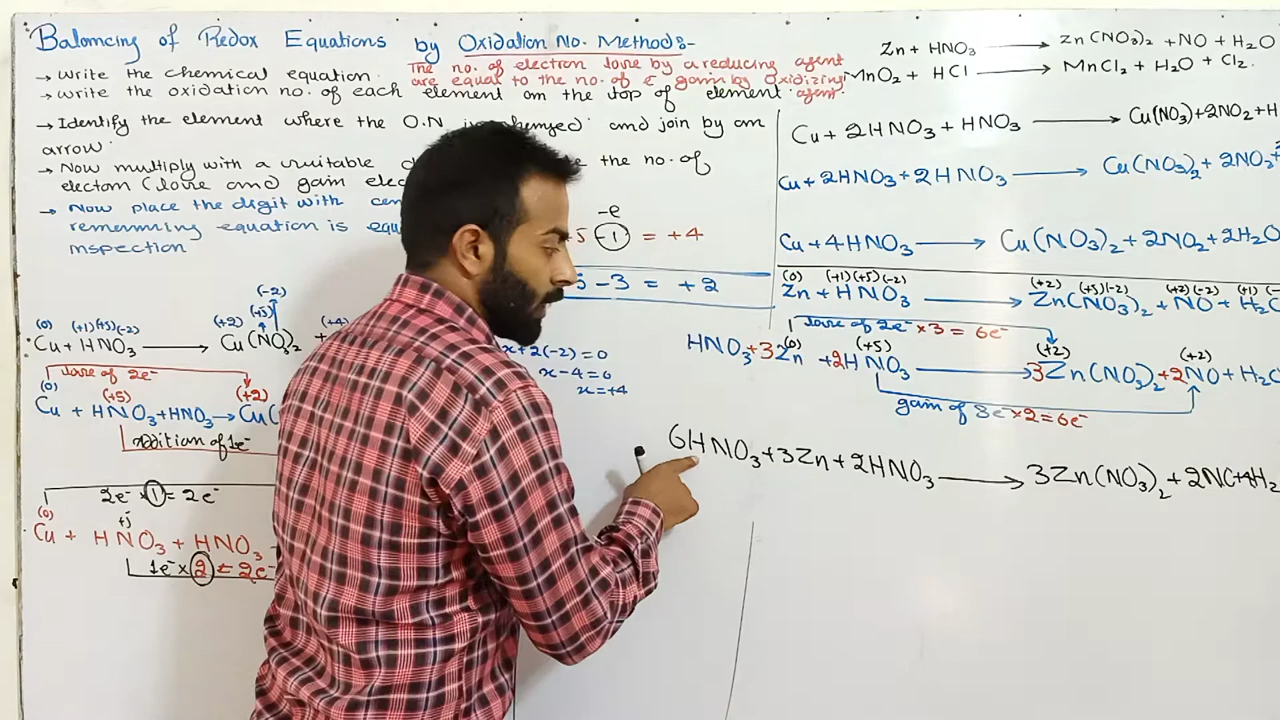 Balamcing of Redox Equations by Oxidation No. Method:-
→ Write the chemical equation.
The no. of electron lose by a reducing agent
are equal to the no. of e⁻ gain by Oxidizing
agent.
→ Write the oxidation no. of each element on the top of element.
→ Identify the element where the O.N and join by an
arrow.
→ Now multiply with a the no. of
electron (lose and gain
→ Now place the digit with
equation is
inspection
-e
+5 -1 = +4
- 3 = +2
(-2)
(0) (+1)(+5)(-2) (+2) (+5) (+4)
Cu + HNO₃ → Cu(NO₃)₂ +
lose of 2e⁻
(0) (+5) (+2)
Cu + HNO₃ + HNO₃ → Cu(
Addition of 1e⁻
2e⁻ × 1 = 2e⁻
(0) +5
Cu + HNO₃ + HNO₃
1e⁻ × 2 = 2e⁻
x+2(-2)=0
x-4=0
x=+4
Zn + HNO₃ → Zn(NO₃)₂ + NO + H₂O
MnO₂ + HCl → MnCl₂ + H₂O + Cl₂.
Cu + 2HNO₃ + HNO₃ → Cu(NO₃)+2NO₂+H
Cu + 2HNO₃ + 2HNO₃ → Cu(NO₃)₂ + 2NO₂+
Cu + 4HNO₃ → Cu(NO₃)₂ + 2NO₂ + 2H₂O
(0) (+1)(+5)(-2) (+2) (+5)(-2) (+2)(-2) (+1)
Zn + HNO₃ → Zn(NO₃)₂ + NO + H₂O
lose of 2e⁻ ×3 = 6e⁻
(0) (+5) (+2) (+2)
HNO₃+3Zn +2HNO₃ → 3Zn(NO₃)₂ +2NO + H₂O
gain of 3e⁻ ×2=6e⁻
6HNO₃+3Zn+2HNO₃ → 3Zn(NO₃)₂ + 2NO+4H₂